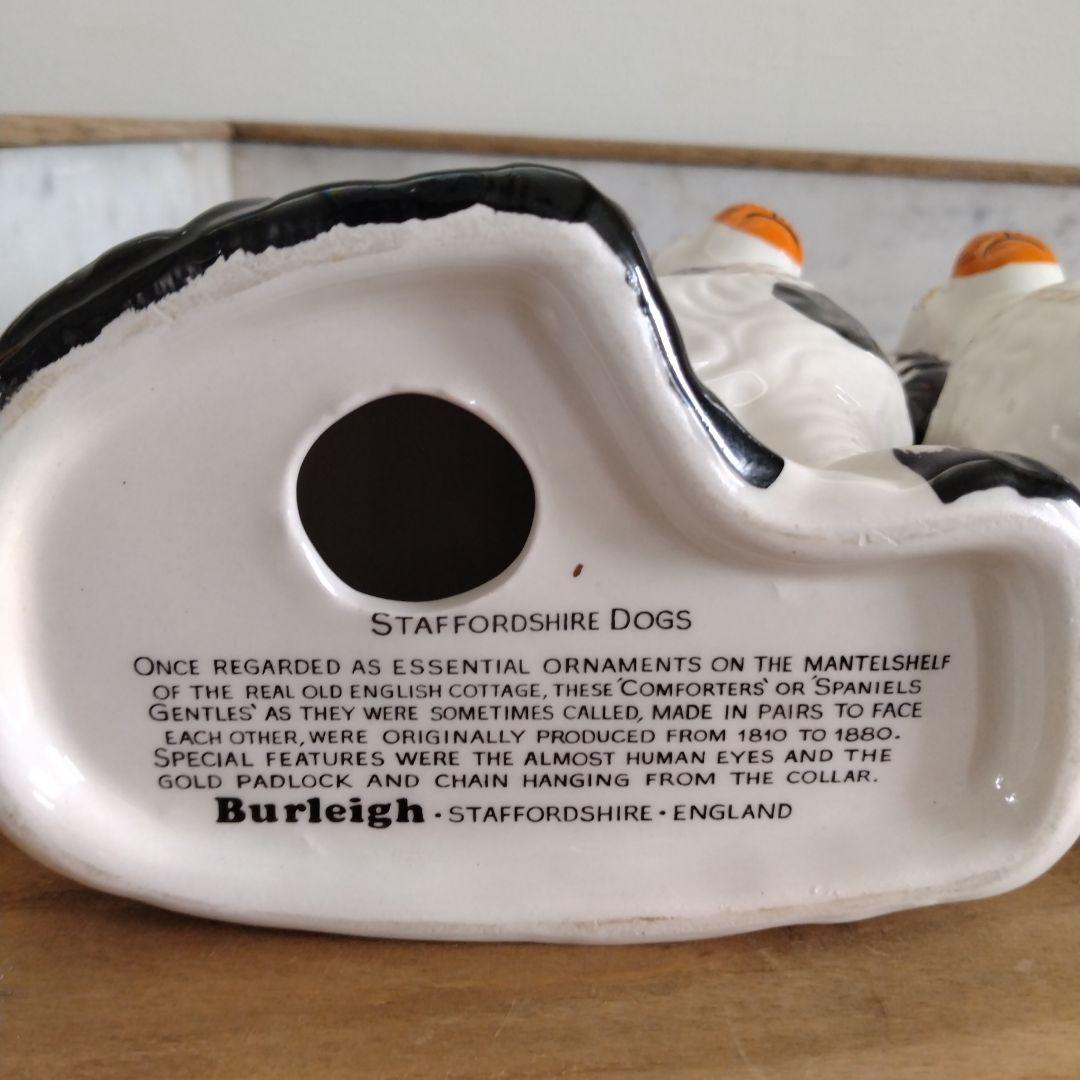 STAFFORDSHIRE DOGS
ONCE REGARDED AS ESSENTIAL ORNAMENTS ON THE MANTELSHELF
OF THE REAL OLD ENGLISH COTTAGE, THESE 'COMFORTERS' OR 'SPANIELS
GENTLES' AS THEY WERE SOMETIMES CALLED, MADE IN PAIRS TO FACE
EACH OTHER, WERE ORIGINALLY PRODUCED FROM 1810 TO 1880.
SPECIAL FEATURES WERE THE ALMOST HUMAN EYES AND THE
GOLD PADLOCK AND CHAIN HANGING FROM THE COLLAR.
Burleigh · STAFFORDSHIRE · ENGLAND